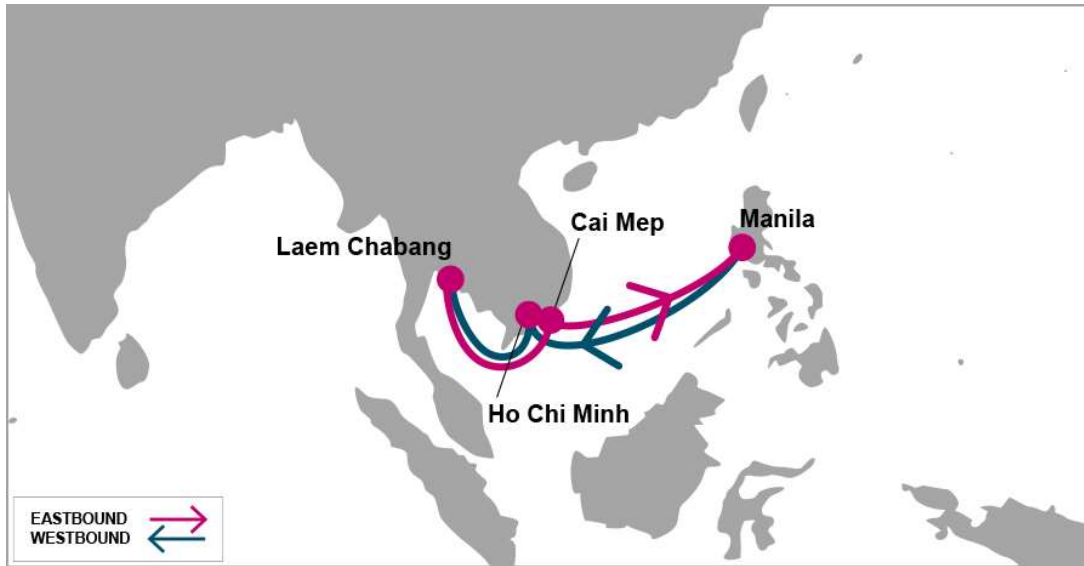 Cai Mep
Manila
Laem Chabang
Ho Chi Minh
EASTBOUND
WESTBOUND